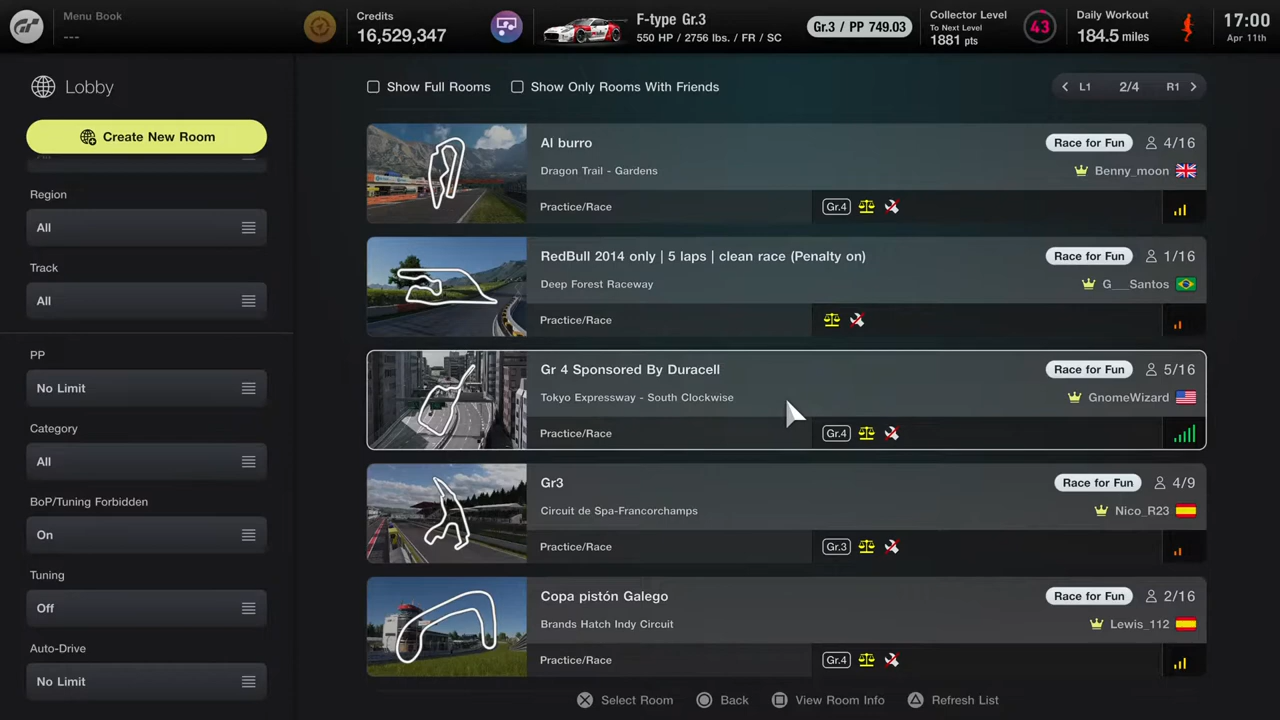 Menu Book
---
Credits
16,529,347
F-type Gr.3
550 HP / 2756 lbs. / FR / SC
Gr.3 / PP 749.03
Collector Level
To Next Level
1881 pts
43
Daily Workout
184.5 miles
17:00
Apr 11th
Lobby
Create New Room
Region
All
Track
All
PP
No Limit
Category
All
BoP/Tuning Forbidden
On
Tuning
Off
Auto-Drive
No Limit
Show Full Rooms
Show Only Rooms With Friends
L1 2/4 R1
Al burro
Race for Fun 4/16
Dragon Trail - Gardens
Benny_moon
Practice/Race
Gr.4
RedBull 2014 only | 5 laps | clean race (Penalty on)
Race for Fun 1/16
Deep Forest Raceway
G___Santos
Practice/Race
Gr 4 Sponsored By Duracell
Race for Fun 5/16
Tokyo Expressway - South Clockwise
GnomeWizard
Practice/Race
Gr.4
Gr3
Race for Fun 4/9
Circuit de Spa-Francorchamps
Nico_R23
Practice/Race
Gr.3
Copa pistón Galego
Race for Fun 2/16
Brands Hatch Indy Circuit
Lewis_112
Practice/Race
Gr.4
Select Room
Back
View Room Info
Refresh List